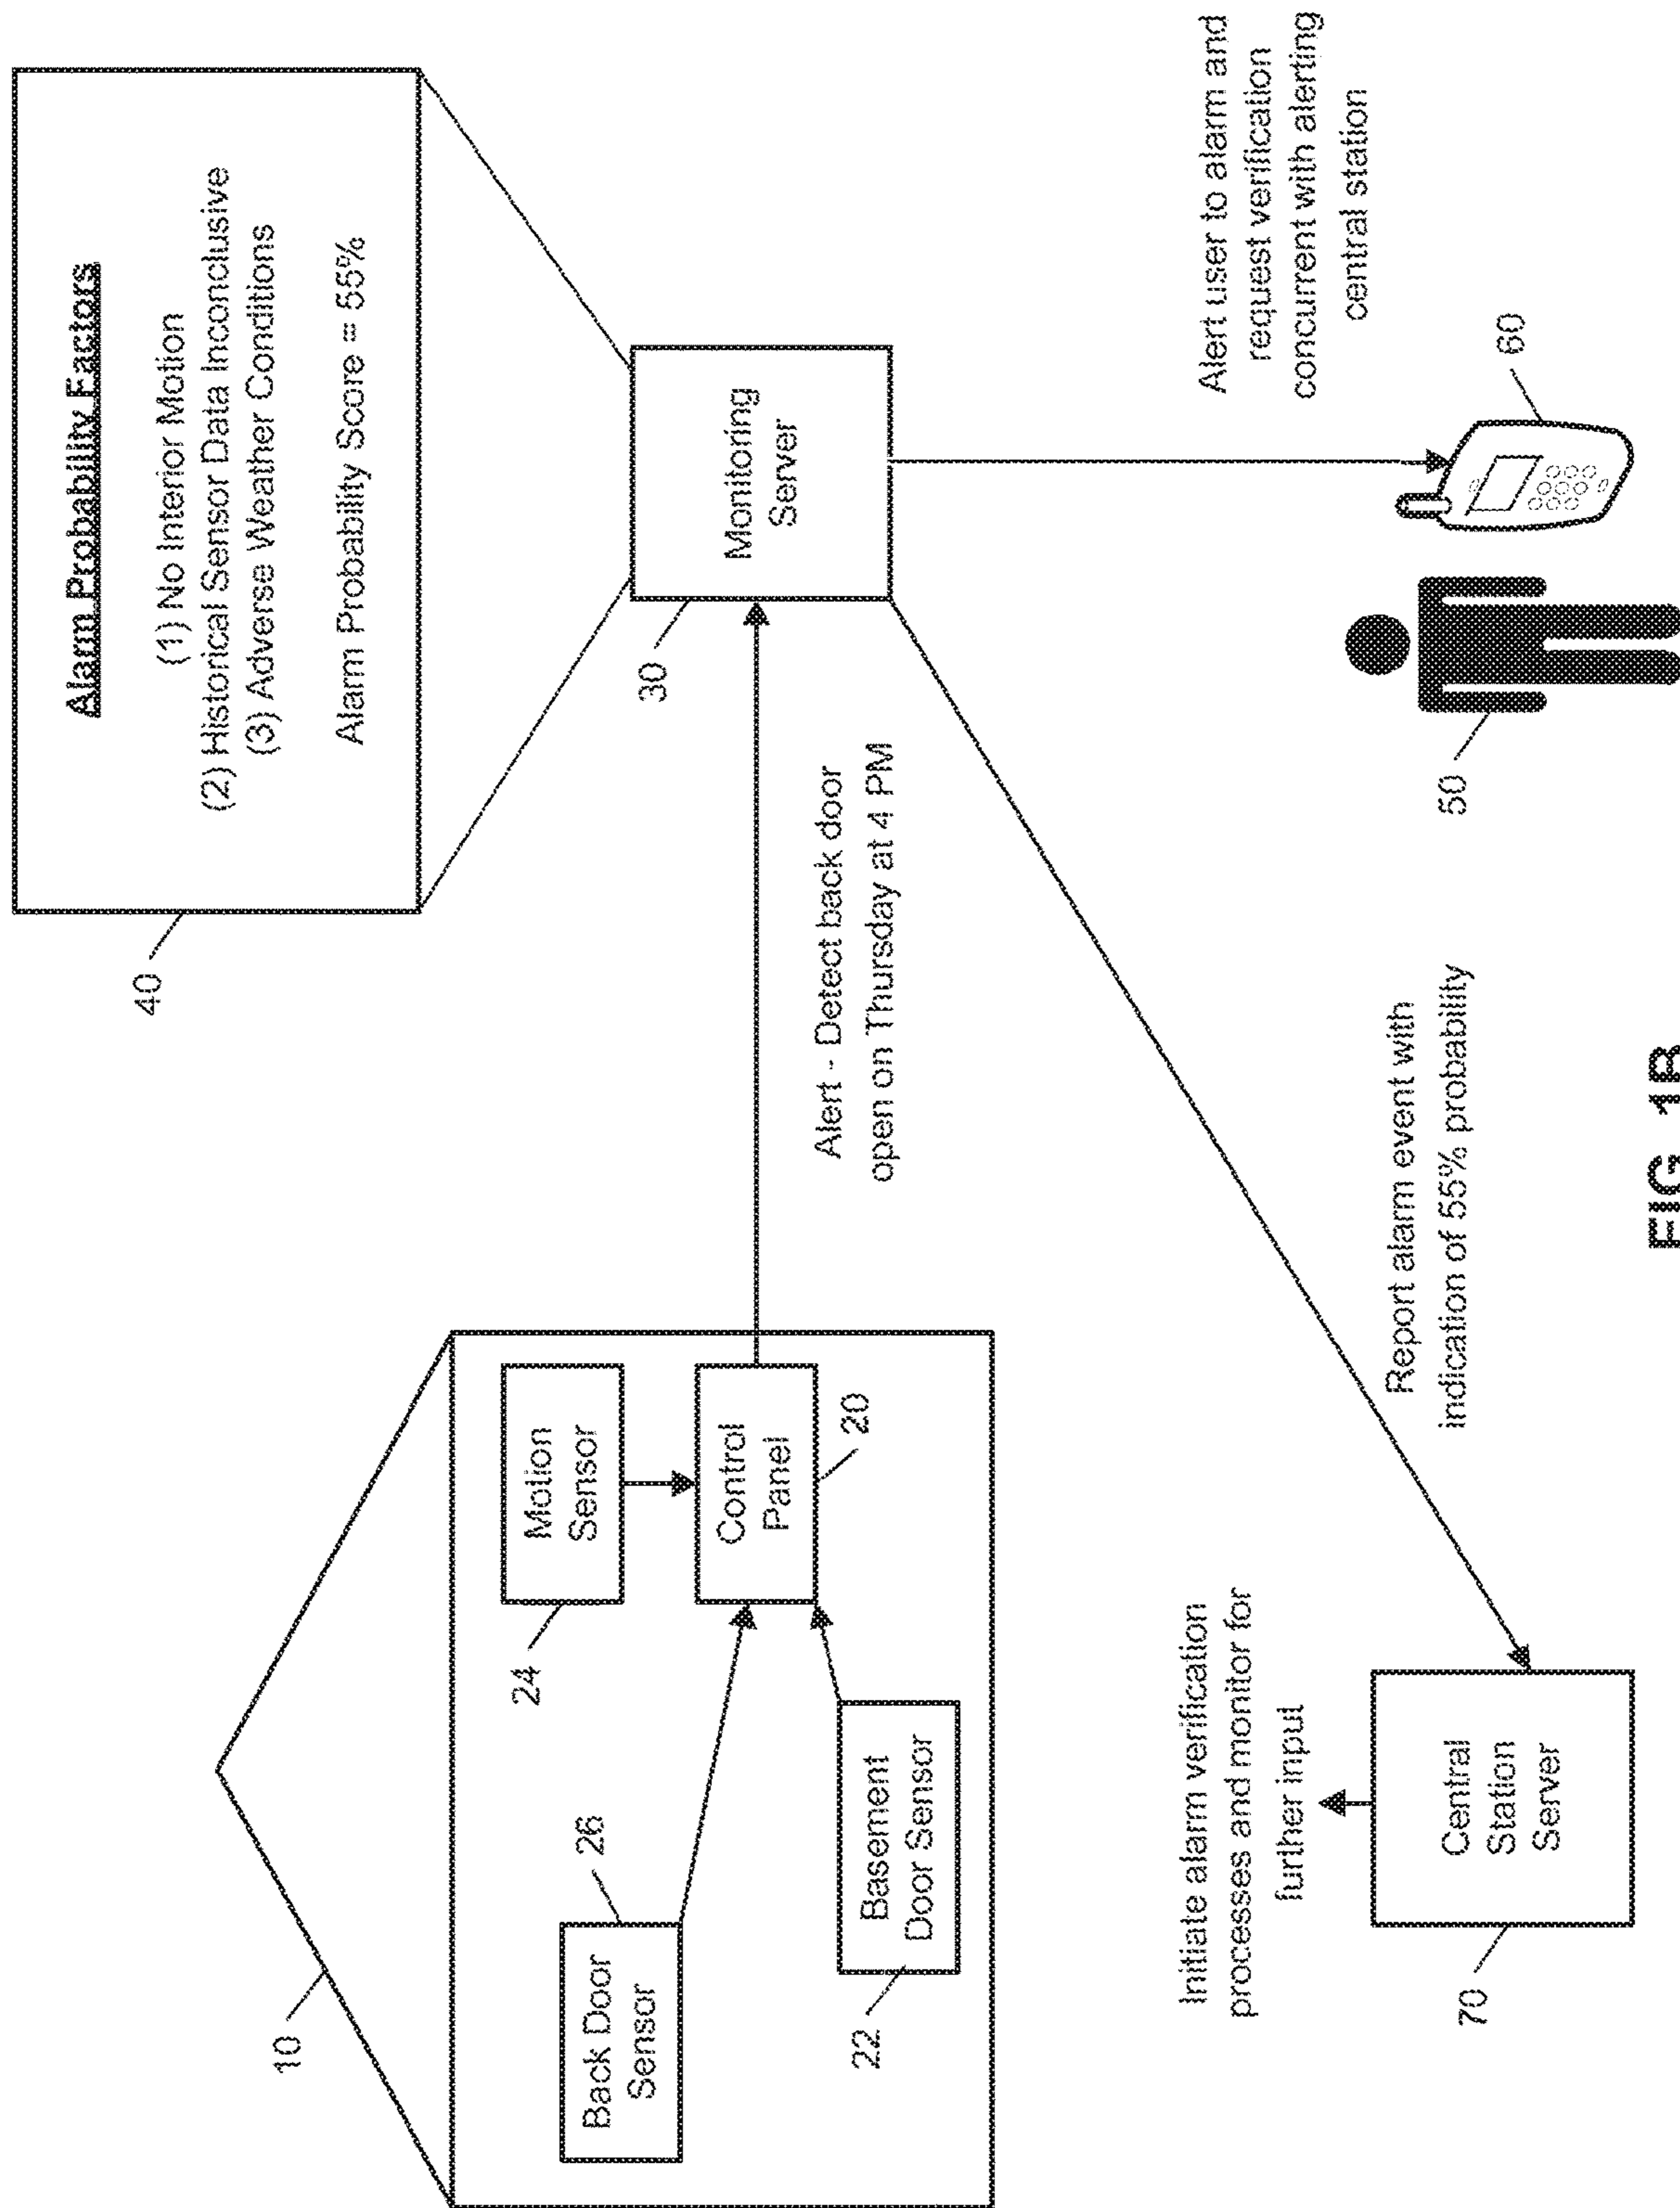 10
Back Door
Sensor
26
Motion
Sensor
24
Control
Panel
20
Basement
Door Sensor
22
Alert - Detect back door
open on Thursday at 4 PM
40
Alarm Probability Factors
(1) No Interior Motion
(2) Historical Sensor Data Inconclusive
(3) Adverse Weather Conditions
Alarm Probability Score = 55%
30
Monitoring
Server
Initiate alarm verification
processes and monitor for
further input
Central
Station
Server
70
Report alarm event with
indication of 55% probability
50
60
Alert user to alarm and
request verification
concurrent with alerting
central station
FIG. 1B